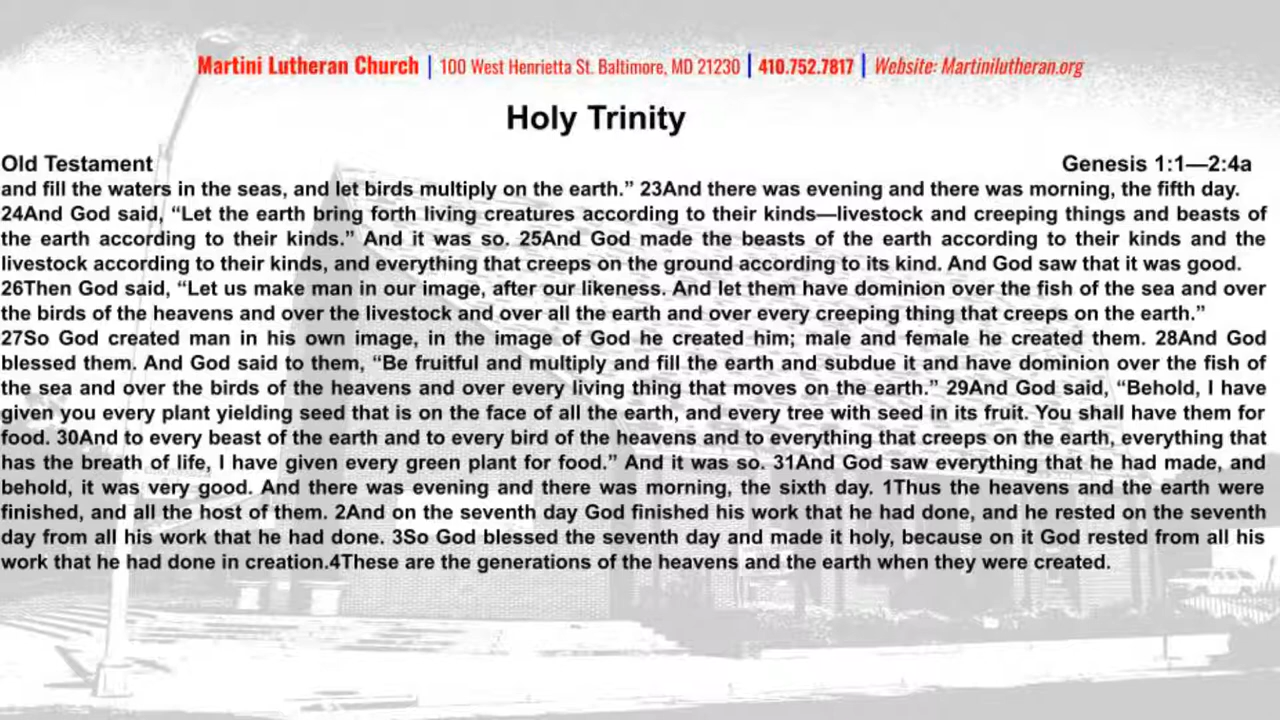 Martini Lutheran Church | 100 West Henrietta St. Baltimore, MD 21230 | 410.752.7817 | Website: Martinilutheran.org
Holy Trinity
Old Testament Genesis 1:1—2:4a
and fill the waters in the seas, and let birds multiply on the earth.” 23And there was evening and there was morning, the fifth day.
24And God said, “Let the earth bring forth living creatures according to their kinds—livestock and creeping things and beasts of
the earth according to their kinds.” And it was so. 25And God made the beasts of the earth according to their kinds and the
livestock according to their kinds, and everything that creeps on the ground according to its kind. And God saw that it was good.
26Then God said, “Let us make man in our image, after our likeness. And let them have dominion over the fish of the sea and over
the birds of the heavens and over the livestock and over all the earth and over every creeping thing that creeps on the earth.”
27So God created man in his own image, in the image of God he created him; male and female he created them. 28And God
blessed them. And God said to them, “Be fruitful and multiply and fill the earth and subdue it and have dominion over the fish of
the sea and over the birds of the heavens and over every living thing that moves on the earth.” 29And God said, “Behold, I have
given you every plant yielding seed that is on the face of all the earth, and every tree with seed in its fruit. You shall have them for
food. 30And to every beast of the earth and to every bird of the heavens and to everything that creeps on the earth, everything that
has the breath of life, I have given every green plant for food.” And it was so. 31And God saw everything that he had made, and
behold, it was very good. And there was evening and there was morning, the sixth day. 1Thus the heavens and the earth were
finished, and all the host of them. 2And on the seventh day God finished his work that he had done, and he rested on the seventh
day from all his work that he had done. 3So God blessed the seventh day and made it holy, because on it God rested from all his
work that he had done in creation.4These are the generations of the heavens and the earth when they were created.